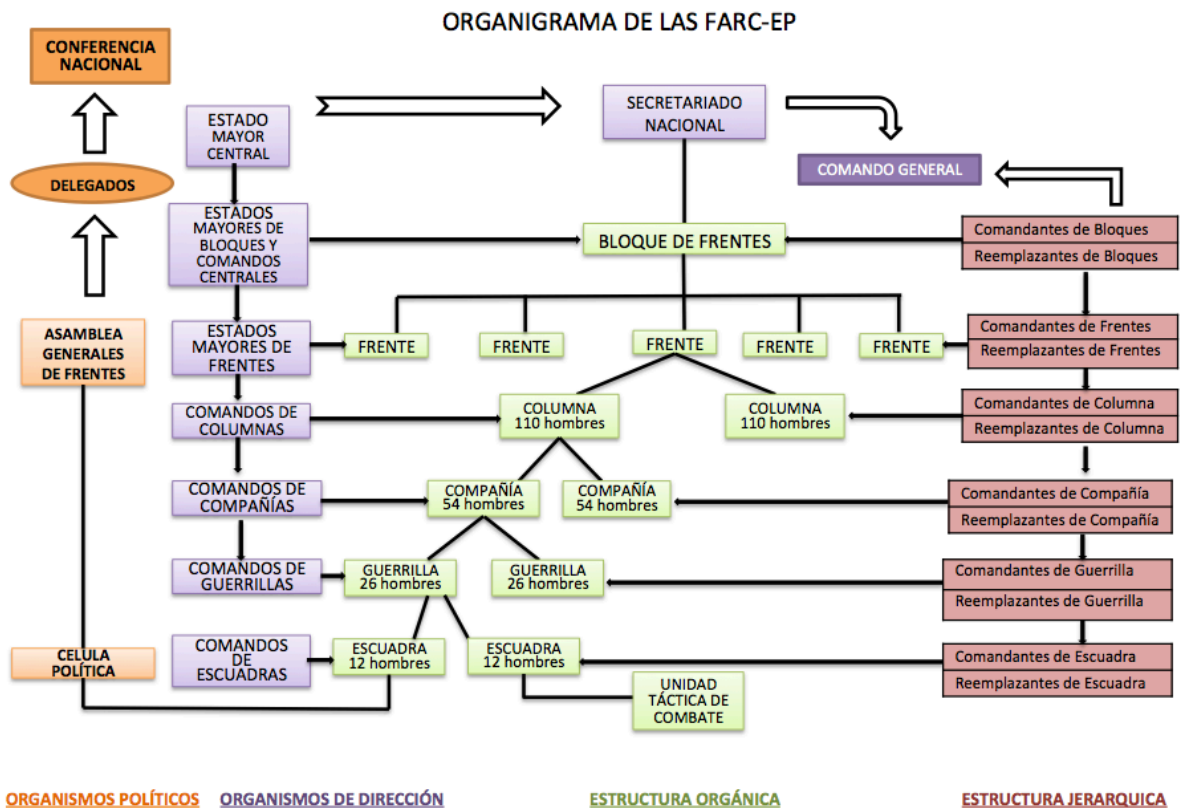 ORGANIGRAMA DE LAS FARC-EP
CONFERENCIA
NACIONAL
DELEGADOS
ASAMBLEA
GENERALES
DE FRENTES
CELULA
POLÍTICA
ESTADO
MAYOR
CENTRAL
ESTADOS
MAYORES DE
BLOQUES Y
COMANDOS
CENTRALES
ESTADOS
MAYORES DE
FRENTES
COMANDOS DE
COLUMNAS
COMANDOS DE
COMPAÑÍAS
COMANDOS DE
GUERRILLAS
COMANDOS
DE
ESCUADRAS
SECRETARIADO
NACIONAL
COMANDO GENERAL
BLOQUE DE FRENTES
FRENTE
FRENTE
FRENTE
FRENTE
FRENTE
COLUMNA
110 hombres
COLUMNA
110 hombres
COMPAÑÍA
54 hombres
COMPAÑÍA
54 hombres
GUERRILLA
26 hombres
GUERRILLA
26 hombres
ESCUADRA
12 hombres
ESCUADRA
12 hombres
UNIDAD
TÁCTICA DE
COMBATE
Comandantes de Bloques
Reemplazantes de Bloques
Comandantes de Frentes
Reemplazantes de Frentes
Comandantes de Columna
Reemplazantes de Columna
Comandantes de Compañía
Reemplazantes de Compañía
Comandantes de Guerrilla
Reemplazantes de Guerrilla
Comandantes de Escuadra
Reemplazantes de Escuadra
ORGANISMOS POLÍTICOS
ORGANISMOS DE DIRECCIÓN
ESTRUCTURA ORGÁNICA
ESTRUCTURA JERARQUICA